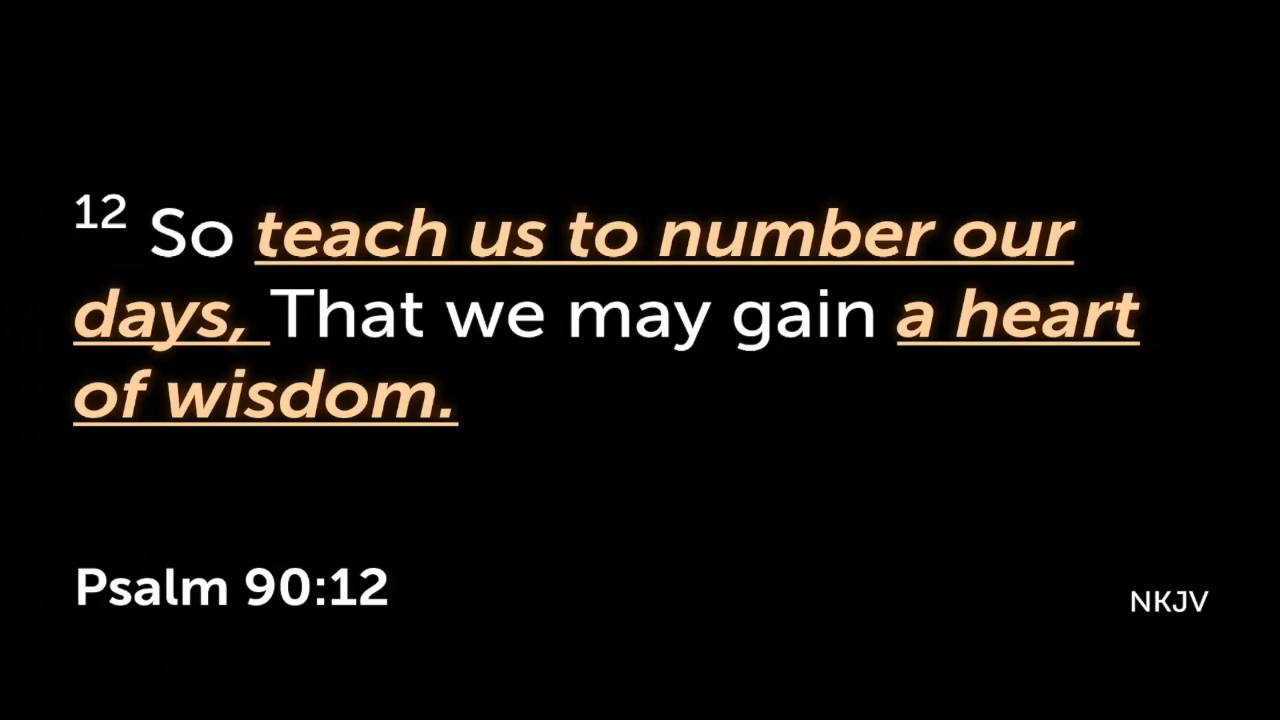 12 So teach us to number our
days, That we may gain a heart
of wisdom.
Psalm 90:12
NKJV